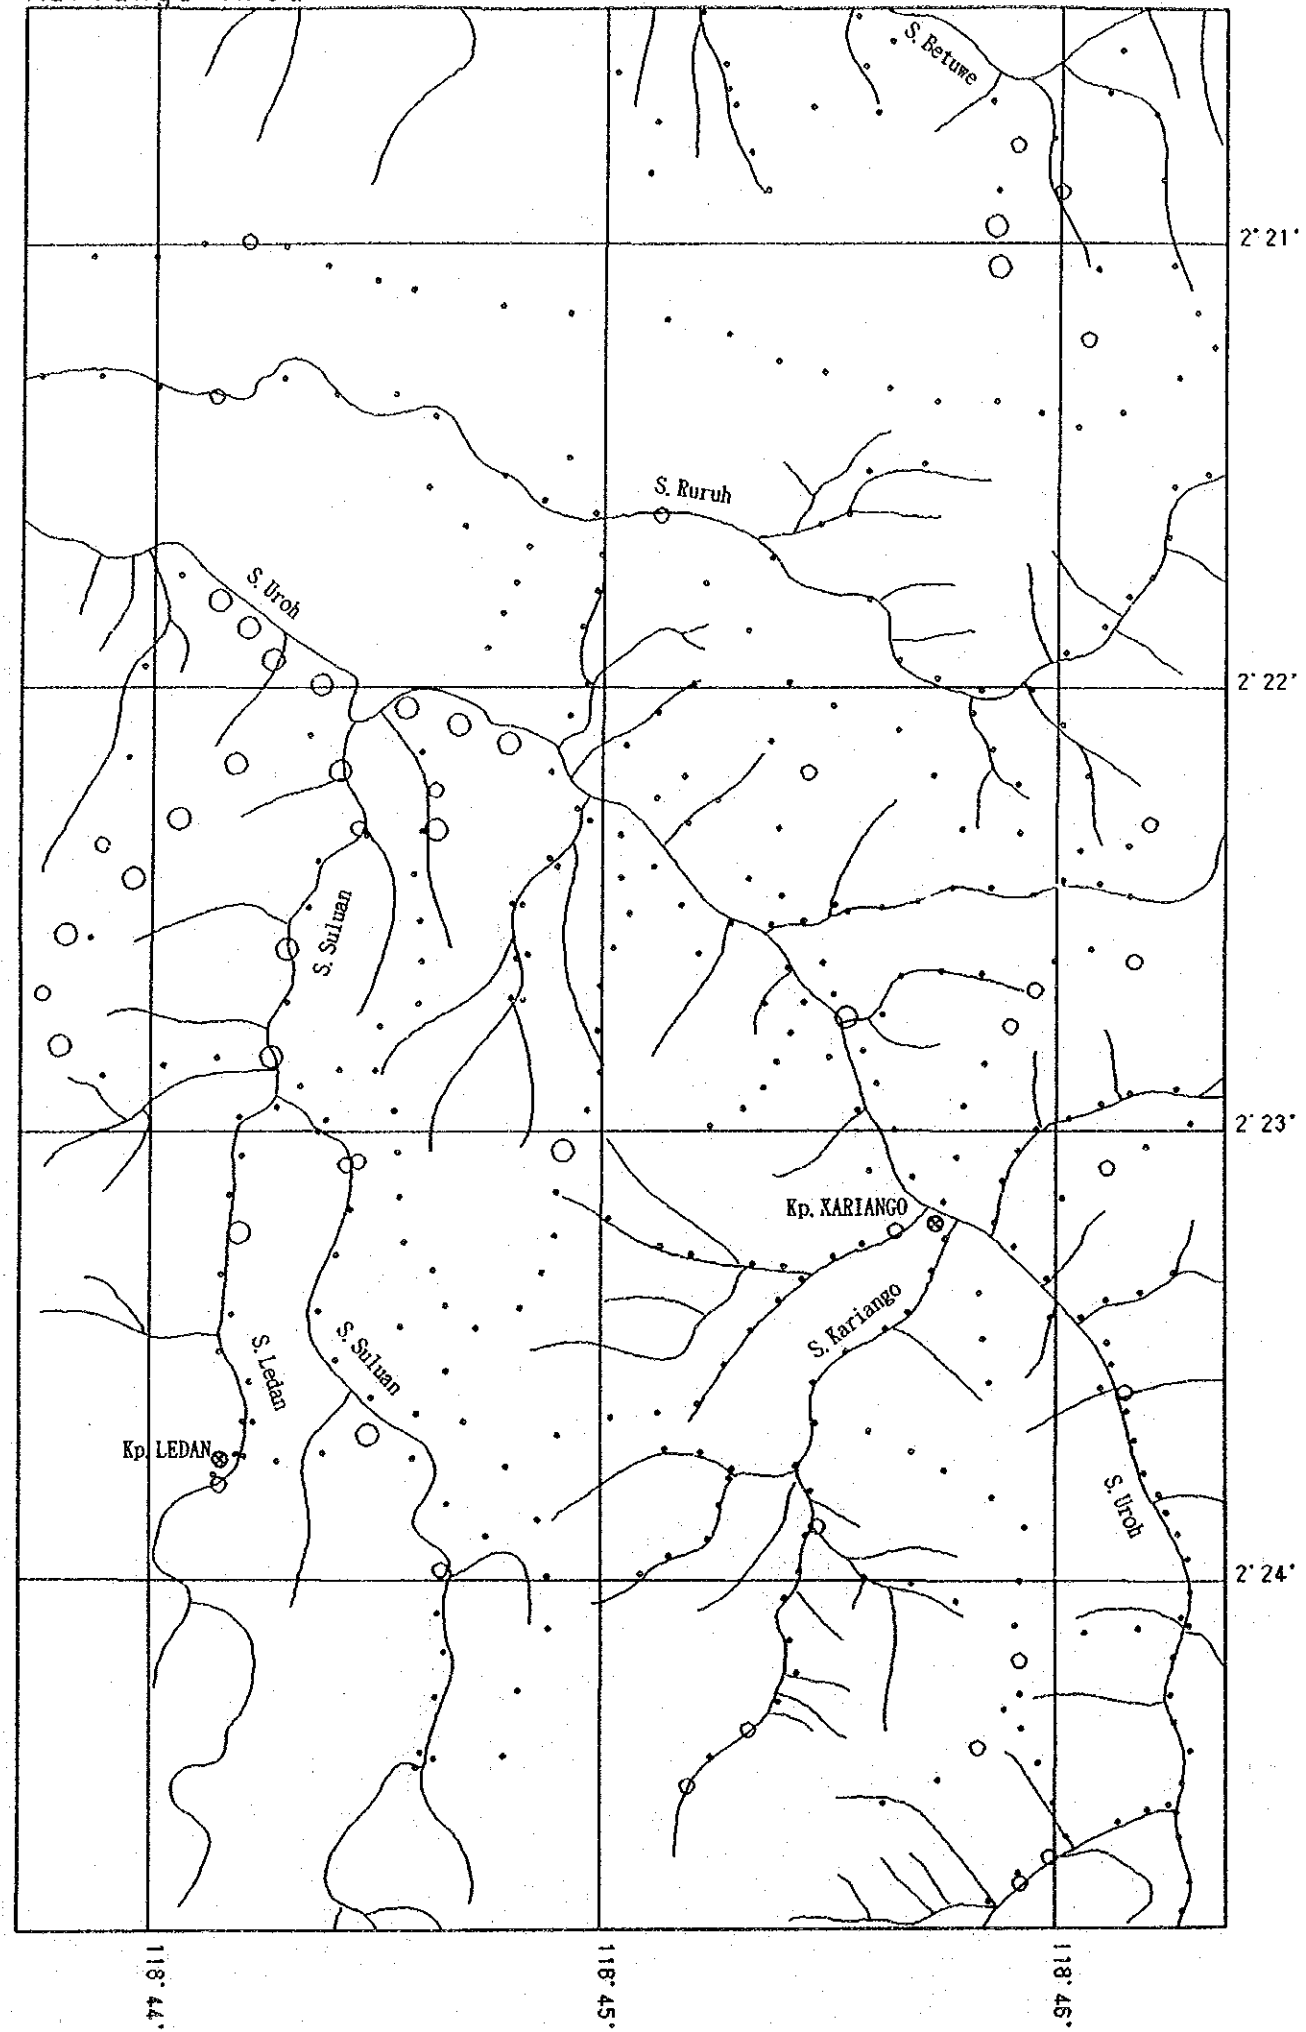 S. Betuwe
2°21'
S. Ruruh
S. Uroh
2°22'
S. Suluan
2°23'
Kp. KARIANGO
S. Kariango
S. Ledan
S. Suluan
Kp. LEDAN
S. Uroh
2°24'
118°44'
118°45'
118°46'